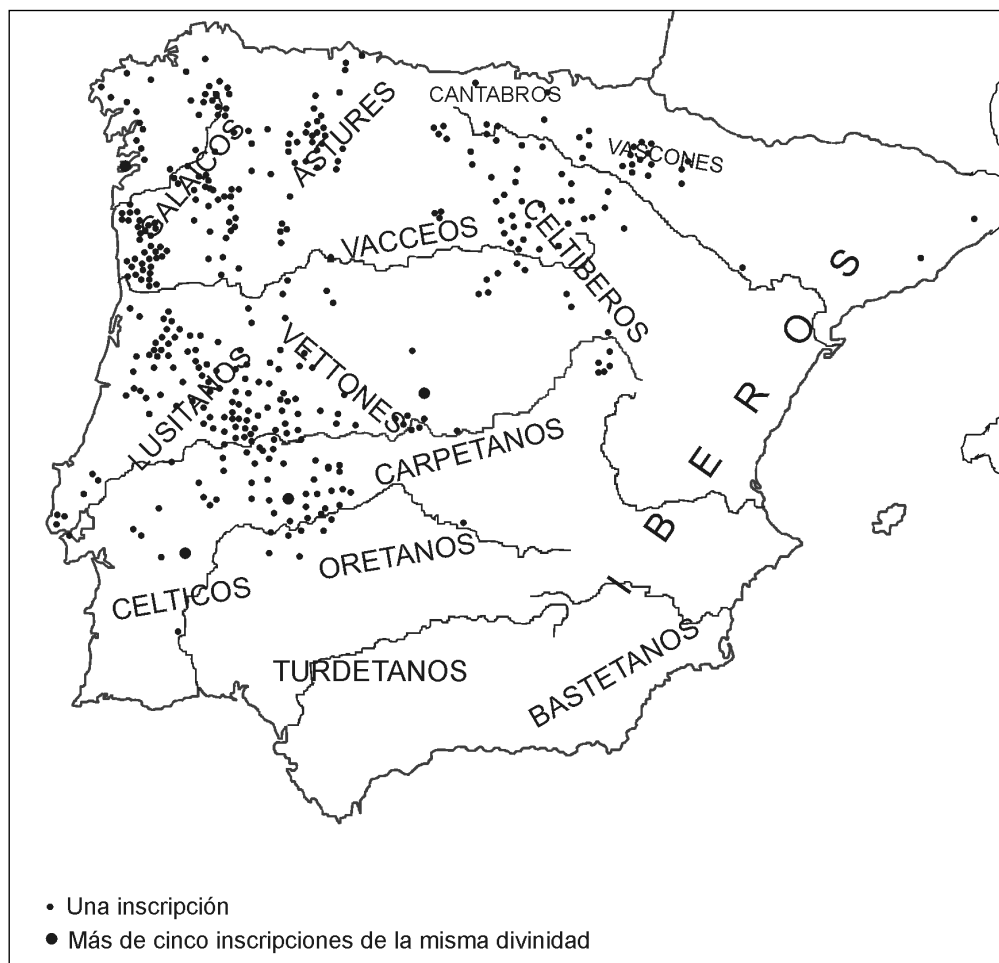 CANTABROS
ASTURES
VASCONES
GALAICOS
VACCEOS
CELTIBEROS
IBEROS
VETTONES
LUSITANOS
CARPETANOS
ORETANOS
CELTICOS
TURDETANOS
BASTETANOS
Una inscripción
Más de cinco inscripciones de la misma divinidad